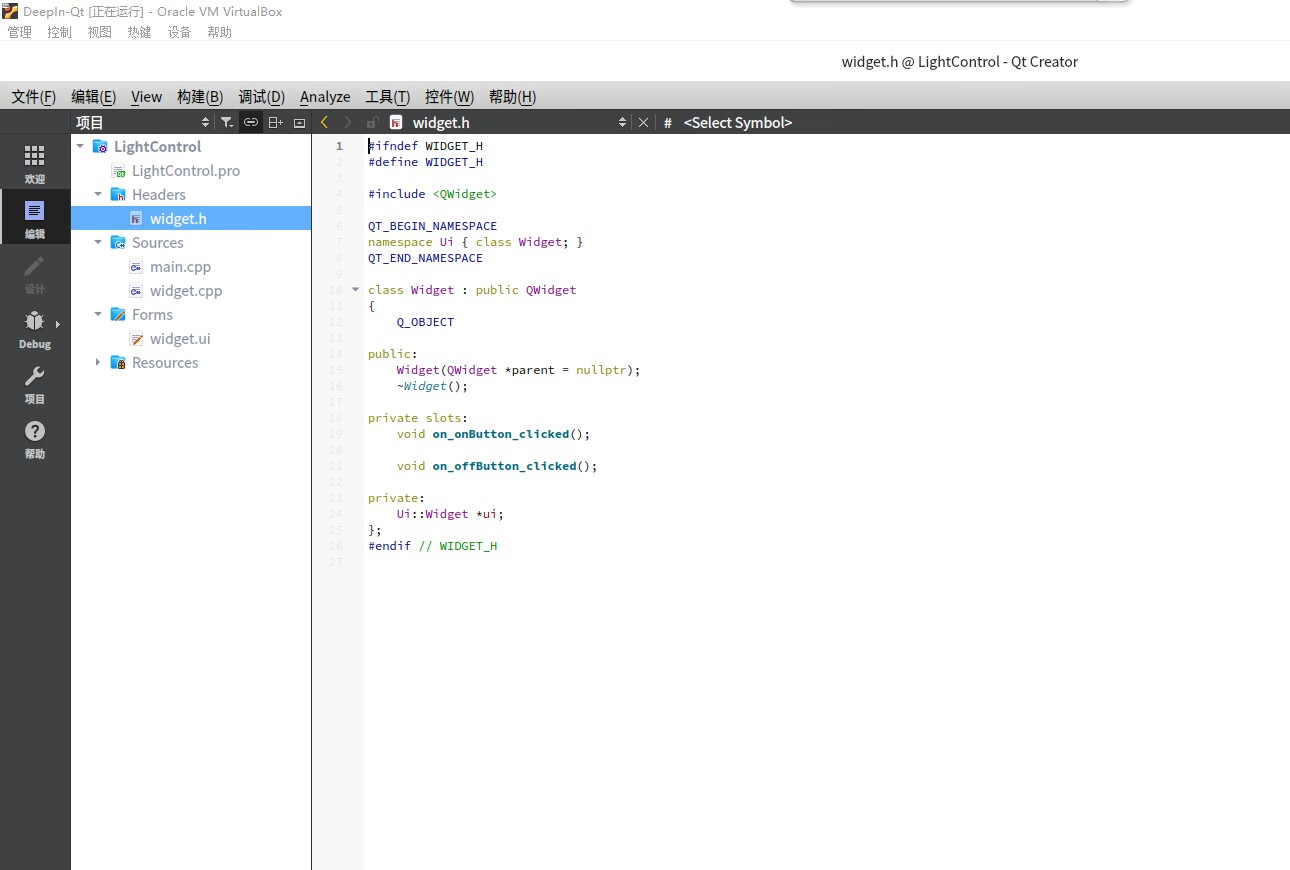 DeepIn-Qt [正在运行] - Oracle VM VirtualBox
管理 控制 视图 热键 设备 帮助
widget.h @ LightControl - Qt Creator
文件(F) 编辑(E) View 构建(B) 调试(D) Analyze 工具(T) 控件(W) 帮助(H)
项目 widget.h # <Select Symbol>
欢迎
编辑
设计
Debug
项目
帮助
LightControl
LightControl.pro
Headers
widget.h
Sources
main.cpp
widget.cpp
Forms
widget.ui
Resources
1 #ifndef WIDGET_H
2 #define WIDGET_H
3
4 #include <QWidget>
5
6 QT_BEGIN_NAMESPACE
7 namespace Ui { class Widget; }
8 QT_END_NAMESPACE
9
10 class Widget : public QWidget
11 {
12     Q_OBJECT
13
14 public:
15     Widget(QWidget *parent = nullptr);
16     ~Widget();
17
18 private slots:
19     void on_onButton_clicked();
20
21     void on_offButton_clicked();
22
23 private:
24     Ui::Widget *ui;
25 };
26 #endif // WIDGET_H
27